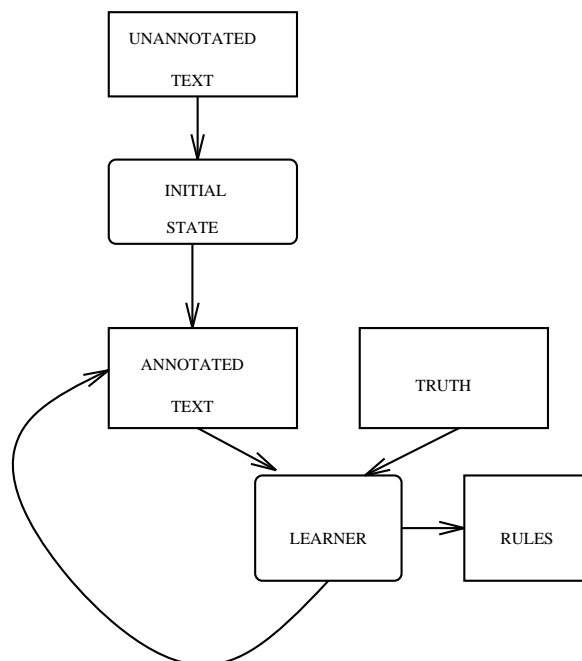 UNANNOTATED
TEXT
INITIAL
STATE
ANNOTATED
TEXT
TRUTH
LEARNER
RULES